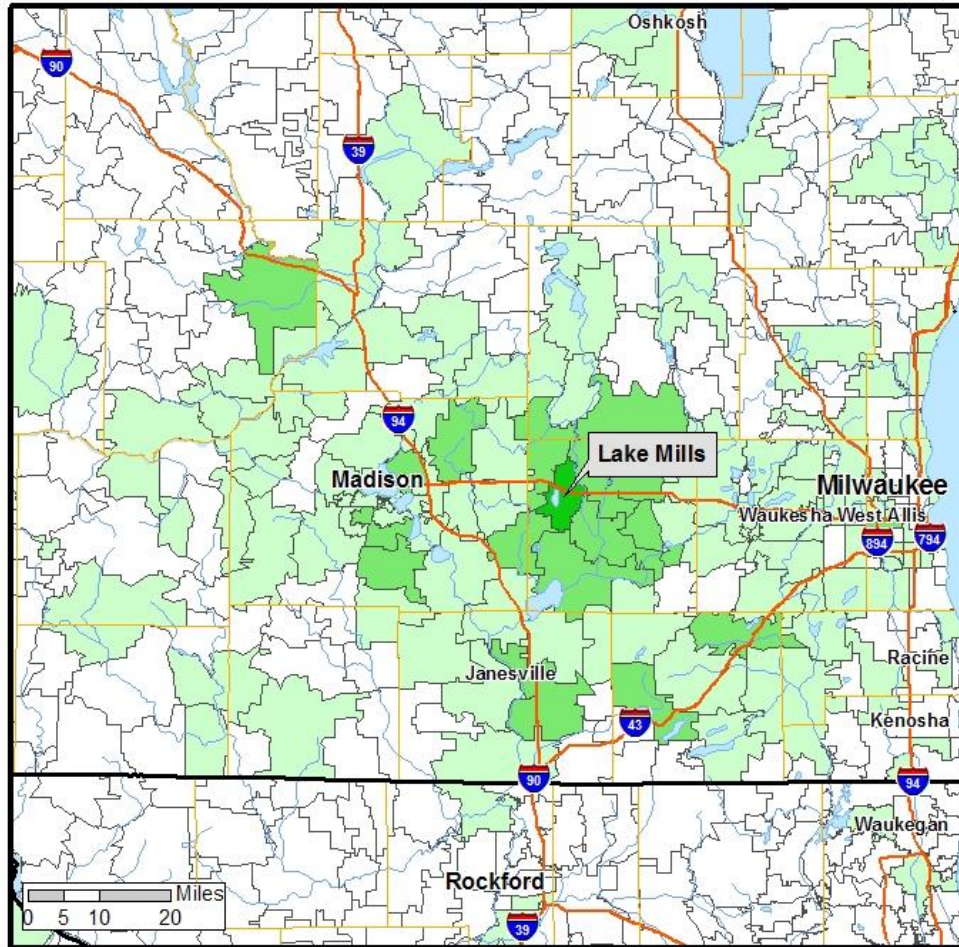 Oshkosh
90
39
94
Lake Mills
Madison
Milwaukee
Waukesha West Allis
894
794
Janesville
Racine
43
Kenosha
90
94
Waukegan
Rockford
Miles
0 5 10 20
39